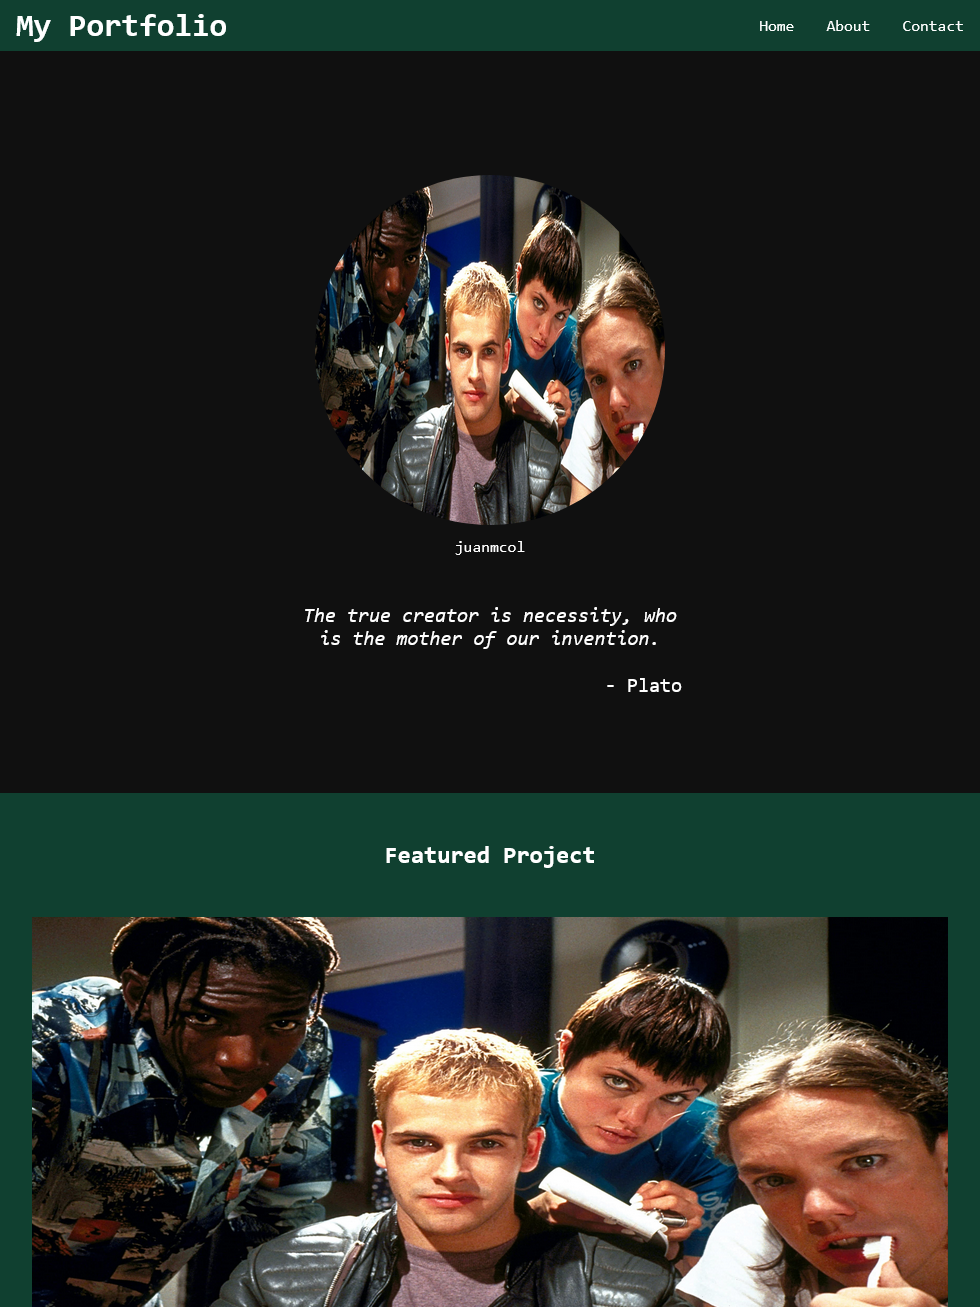 My Portfolio
Home About Contact
juanmcol
The true creator is necessity, who
is the mother of our invention.
- Plato
Featured Project